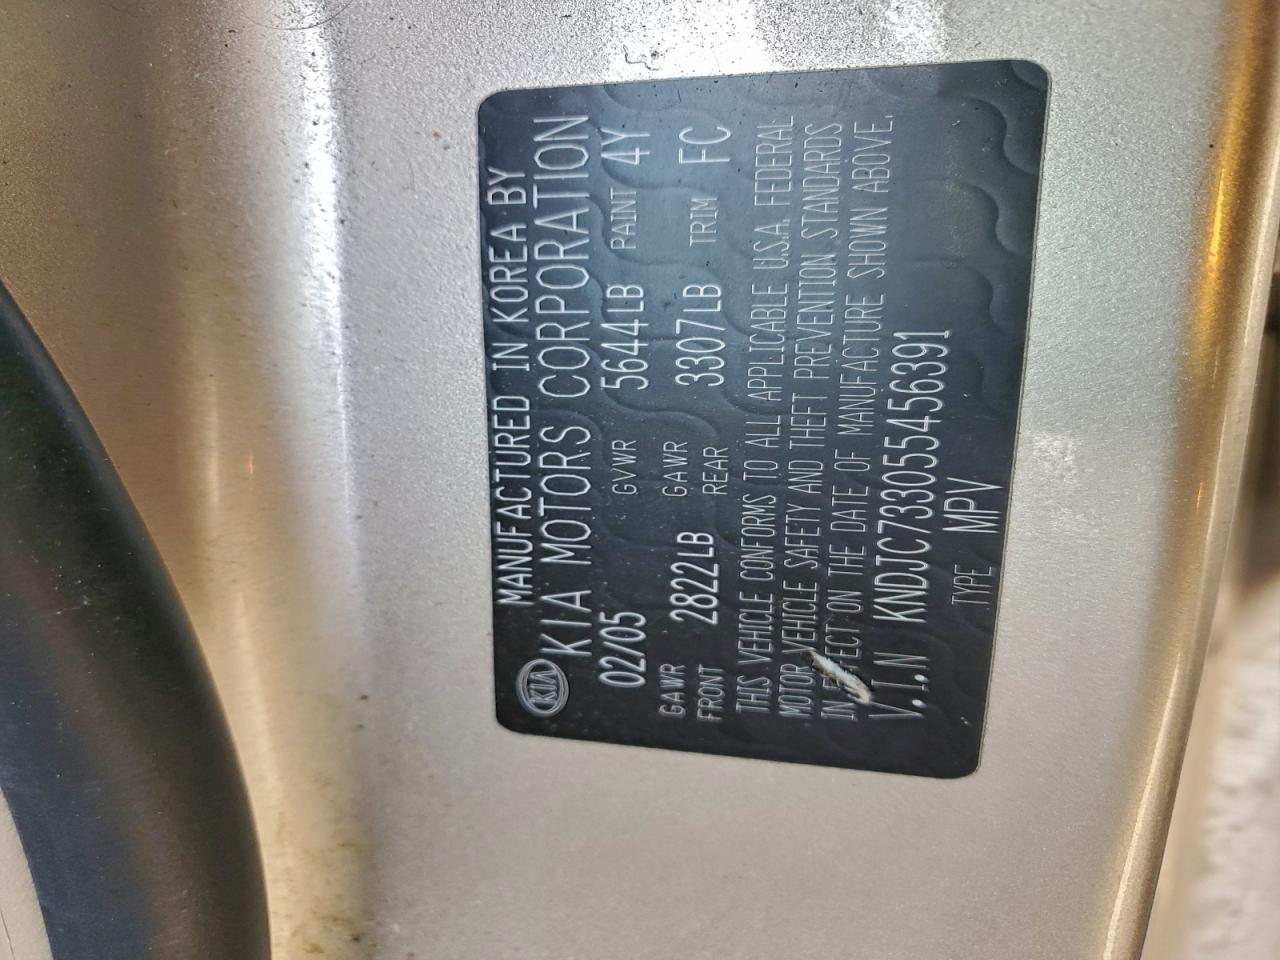 MANUFACTURED IN KOREA BY
KIA KIA MOTORS CORPORATION
02/05 GVWR 5644LB PAINT 4Y
GAWR FRONT 2822LB GAWR REAR 3307LB TRIM FC
THIS VEHICLE CONFORMS TO ALL APPLICABLE U.S.A. FEDERAL
MOTOR VEHICLE SAFETY AND THEFT PREVENTION STANDARDS
IN EFFECT ON THE DATE OF MANUFACTURE SHOWN ABOVE.
V.I.N KNDJC733055456391
TYPE MPV